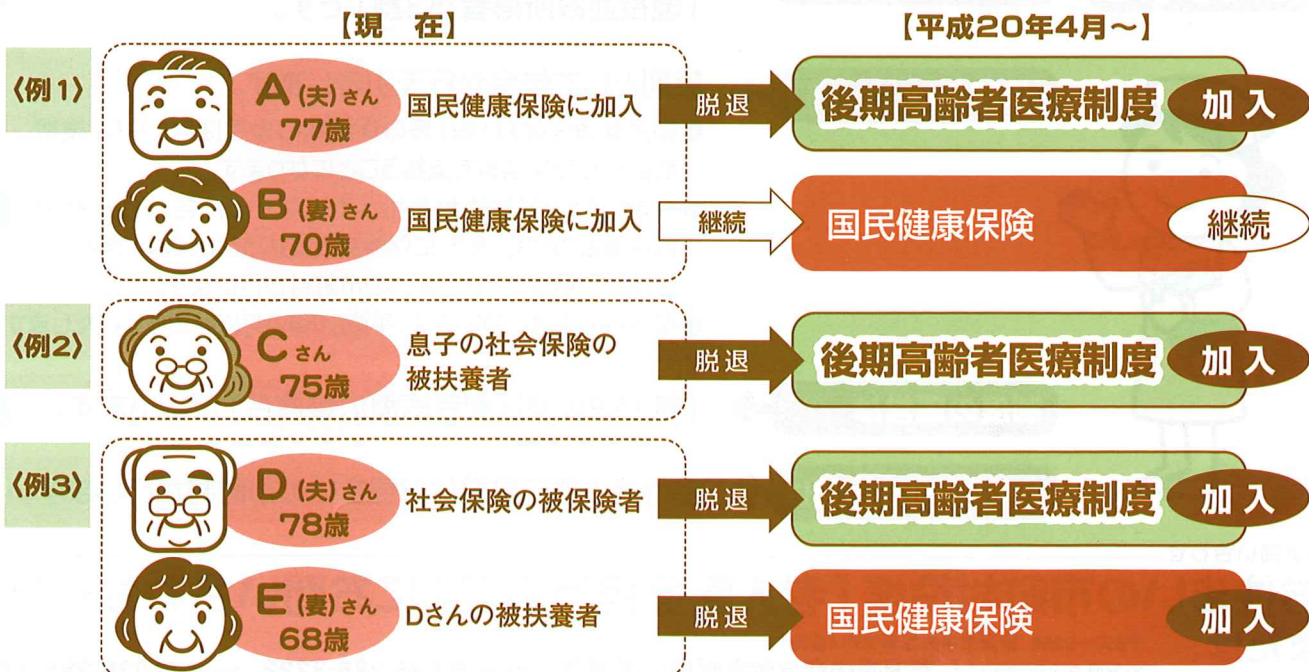 【現 在】
【平成20年4月～】
〈例1〉
A(夫)さん
77歳
国民健康保険に加入
脱退
後期高齢者医療制度
加入
B(妻)さん
70歳
国民健康保険に加入
継続
国民健康保険
継続
〈例2〉
Cさん
75歳
息子の社会保険の
被扶養者
脱退
後期高齢者医療制度
加入
〈例3〉
D(夫)さん
78歳
社会保険の被保険者
脱退
後期高齢者医療制度
加入
E(妻)さん
68歳
Dさんの被扶養者
脱退
国民健康保険
加入